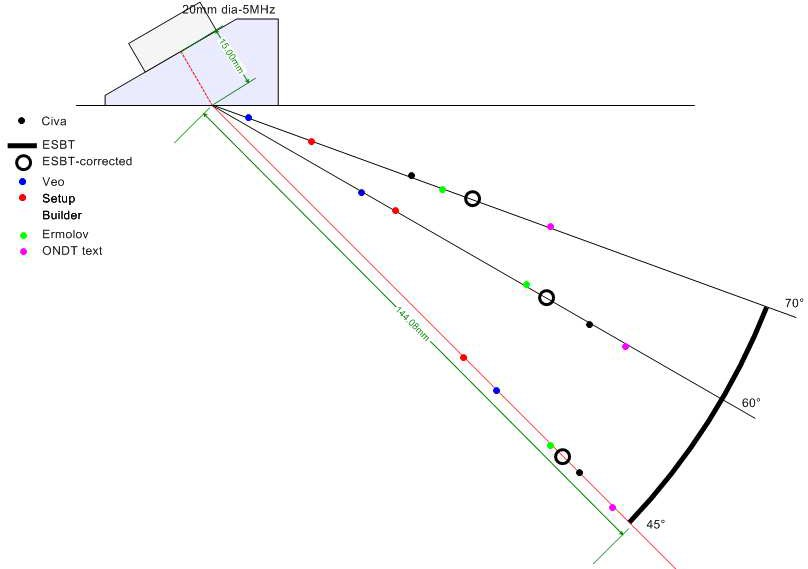 20mm dia-5MHz
15.00mm
Civa
ESBT
ESBT-corrected
Veo
Setup
Builder
Ermolov
ONDT text
144.08mm
70°
60°
45°